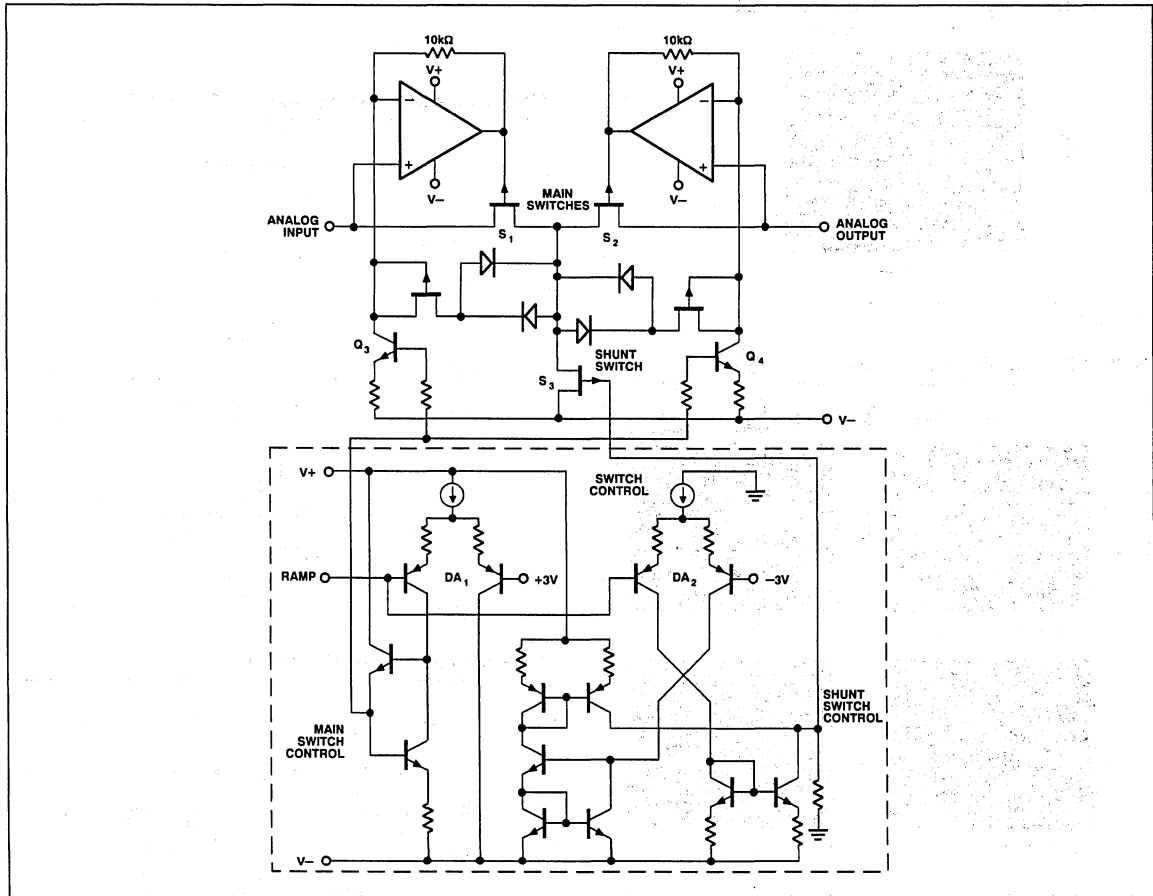 10kΩ
10kΩ
V+
V+
−
−
+
+
V−
V−
MAIN
SWITCHES
ANALOG
INPUT
S1
S2
ANALOG
OUTPUT
Q3
SHUNT
SWITCH
Q4
S3
V−
V+
SWITCH
CONTROL
RAMP
DA1
+3V
DA2
−3V
MAIN
SWITCH
CONTROL
SHUNT
SWITCH
CONTROL
V−